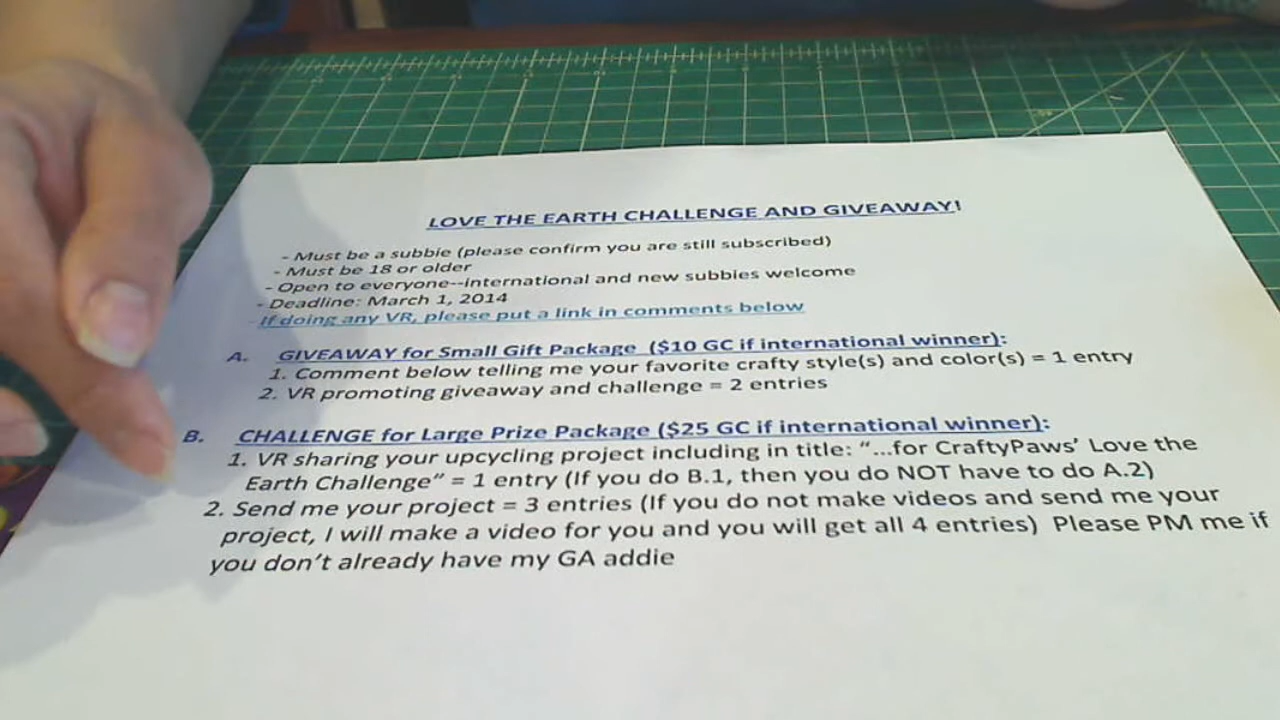 LOVE THE EARTH CHALLENGE AND GIVEAWAY!
- Must be a subbie (please confirm you are still subscribed)
- Must be 18 or older
- Open to everyone--international and new subbies welcome
- Deadline: March 1, 2014
- If doing any VR, please put a link in comments below
A. GIVEAWAY for Small Gift Package ($10 GC if international winner):
1. Comment below telling me your favorite crafty style(s) and color(s) = 1 entry
2. VR promoting giveaway and challenge = 2 entries
B. CHALLENGE for Large Prize Package ($25 GC if international winner):
1. VR sharing your upcycling project including in title: “...for CraftyPaws’ Love the
Earth Challenge” = 1 entry (If you do B.1, then you do NOT have to do A.2)
2. Send me your project = 3 entries (If you do not make videos and send me your
project, I will make a video for you and you will get all 4 entries) Please PM me if
you don’t already have my GA addie